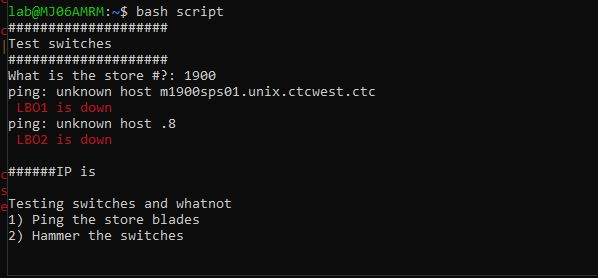 lab@MJ06AMRM:~$ bash script
####################
Test switches
####################
What is the store #?: 1900
ping: unknown host m1900sps01.unix.ctcwest.ctc
LBO1 is down
ping: unknown host .8
LBO2 is down
######IP is
Testing switches and whatnot
1) Ping the store blades
2) Hammer the switches